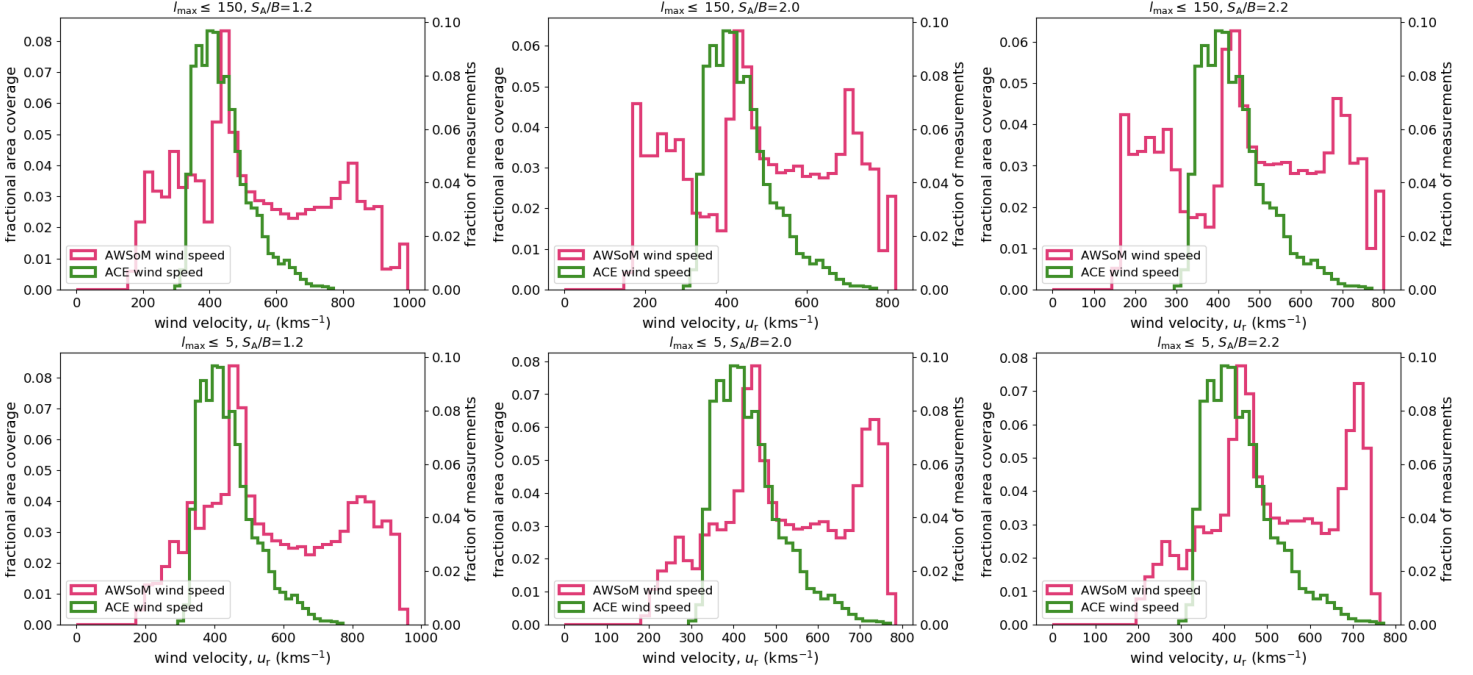 l_max ≤ 150, S_A/B=1.2
fractional area coverage
0.08
0.07
0.06
0.05
0.04
0.03
0.02
0.01
0.00
0.10
0.08
0.06
0.04
0.02
0.00
fraction of measurements
AWSoM wind speed
ACE wind speed
0 200 400 600 800 1000
wind velocity, u_r (kms⁻¹)
l_max ≤ 150, S_A/B=2.0
fractional area coverage
0.06
0.05
0.04
0.03
0.02
0.01
0.00
0.10
0.08
0.06
0.04
0.02
0.00
fraction of measurements
AWSoM wind speed
ACE wind speed
0 200 400 600 800
wind velocity, u_r (kms⁻¹)
l_max ≤ 150, S_A/B=2.2
fractional area coverage
0.06
0.05
0.04
0.03
0.02
0.01
0.00
0.10
0.08
0.06
0.04
0.02
0.00
fraction of measurements
AWSoM wind speed
ACE wind speed
0 100 200 300 400 500 600 700 800
wind velocity, u_r (kms⁻¹)
l_max ≤ 5, S_A/B=1.2
fractional area coverage
0.08
0.07
0.06
0.05
0.04
0.03
0.02
0.01
0.00
0.10
0.08
0.06
0.04
0.02
0.00
fraction of measurements
AWSoM wind speed
ACE wind speed
0 200 400 600 800 1000
wind velocity, u_r (kms⁻¹)
l_max ≤ 5, S_A/B=2.0
fractional area coverage
0.08
0.07
0.06
0.05
0.04
0.03
0.02
0.01
0.00
0.10
0.08
0.06
0.04
0.02
0.00
fraction of measurements
AWSoM wind speed
ACE wind speed
0 100 200 300 400 500 600 700 800
wind velocity, u_r (kms⁻¹)
l_max ≤ 5, S_A/B=2.2
fractional area coverage
0.08
0.07
0.06
0.05
0.04
0.03
0.02
0.01
0.00
0.10
0.08
0.06
0.04
0.02
0.00
fraction of measurements
AWSoM wind speed
ACE wind speed
0 100 200 300 400 500 600 700 800
wind velocity, u_r (kms⁻¹)